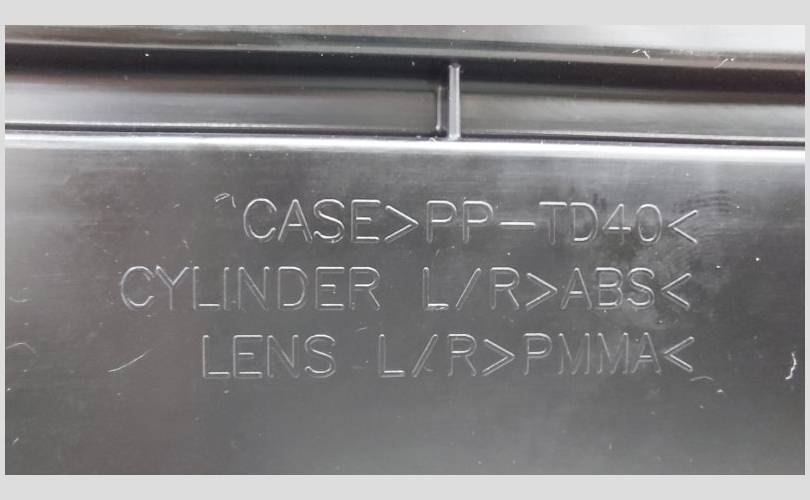 CASE>PP-TD40<
CYLINDER L/R>ABS<
LENS L/R>PMMA<